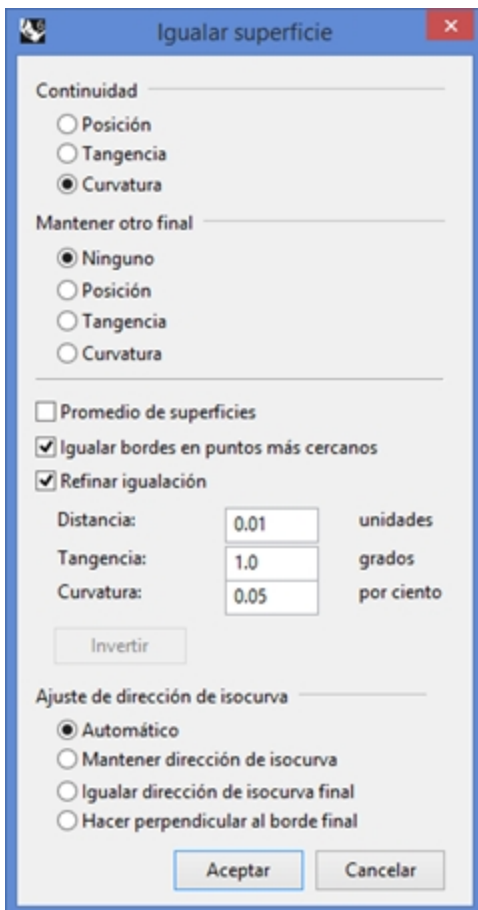 Igualar superficie
Continuidad
Posición
Tangencia
Curvatura
Mantener otro final
Ninguno
Posición
Tangencia
Curvatura
Promedio de superficies
Igualar bordes en puntos más cercanos
Refinar igualación
Distancia: 0.01 unidades
Tangencia: 1.0 grados
Curvatura: 0.05 por ciento
Invertir
Ajuste de dirección de isocurva
Automático
Mantener dirección de isocurva
Igualar dirección de isocurva final
Hacer perpendicular al borde final
Aceptar Cancelar